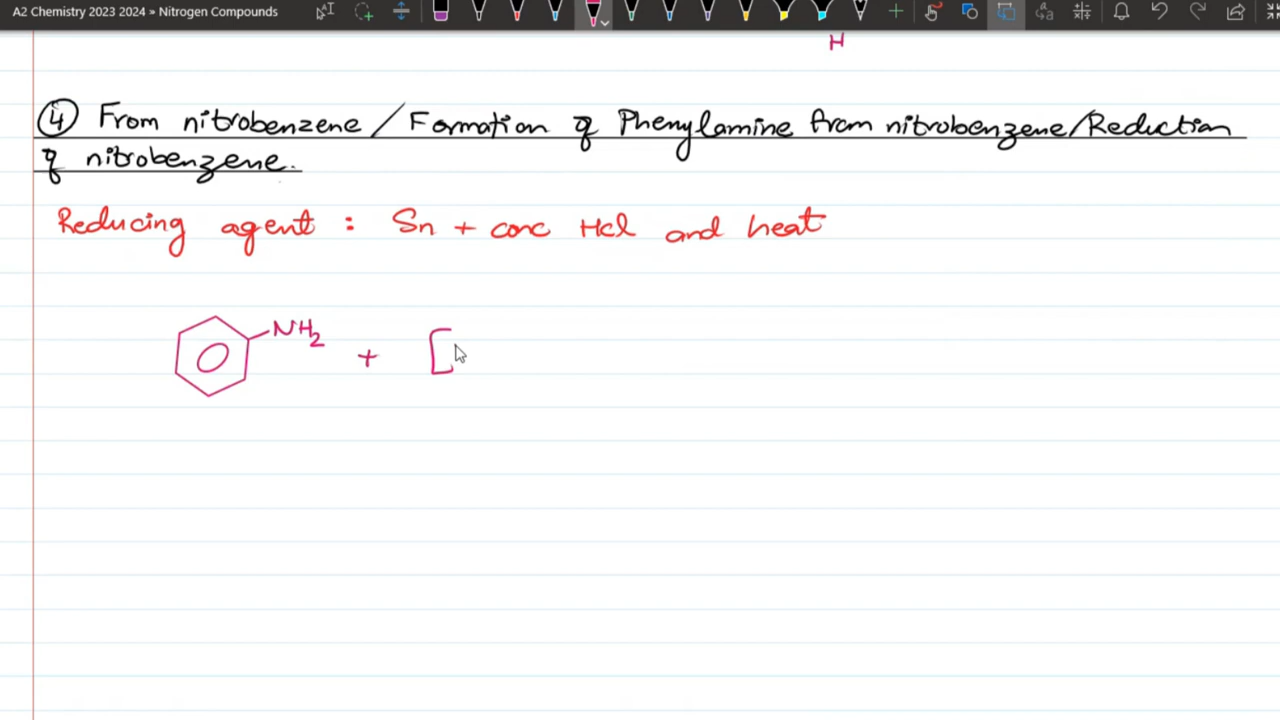 A2 Chemistry 2023 2024 » Nitrogen Compounds
H
④ From nitrobenzene / Formation of Phenylamine from nitrobenzene/Reduction
of nitrobenzene.
Reducing agent : Sn + conc HCl and heat
NH2
+ [